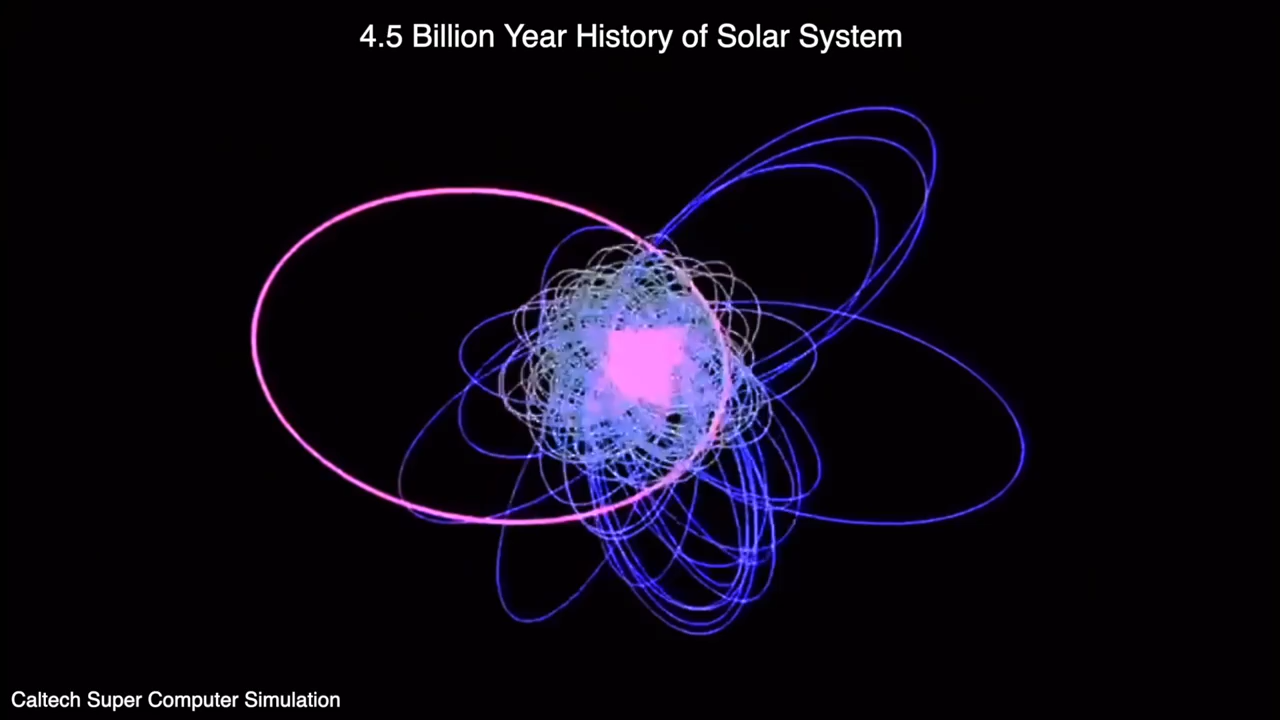 4.5 Billion Year History of Solar System
Caltech Super Computer Simulation